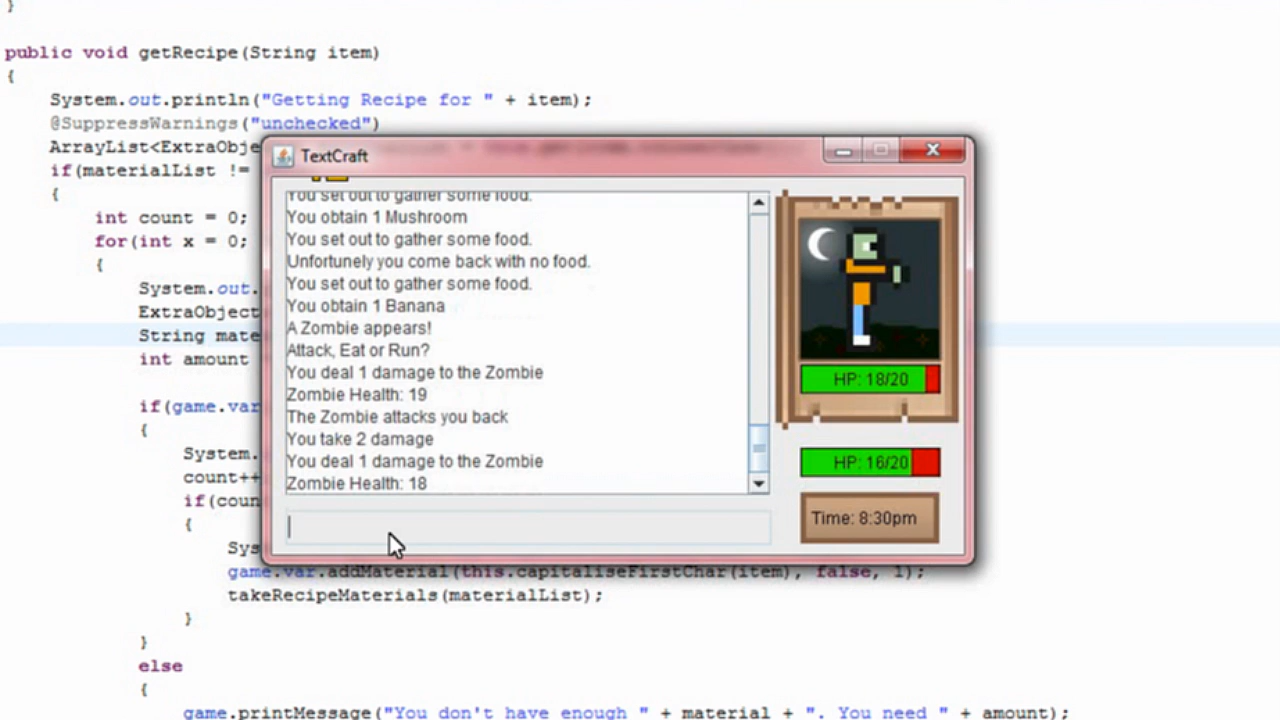 }
public void getRecipe(String item)
{
System.out.println("Getting Recipe for " + item);
@SuppressWarnings("unchecked")
ArrayList<ExtraObje
if(materialList !=
{
int count = 0;
for(int x = 0;
{
System.out.
ExtraObject
String mate
int amount
if(game.var
{
System.
count++
if(coun
{
Sys
game.var.addMaterial(this.capitaliseFirstChar(item), false, 1);
takeRecipeMaterials(materialList);
}
}
else
{
game.printMessage("You don't have enough " + material + ". You need " + amount);
TextCraft
You set out to gather some food.
You obtain 1 Mushroom
You set out to gather some food.
Unfortunely you come back with no food.
You set out to gather some food.
You obtain 1 Banana
A Zombie appears!
Attack, Eat or Run?
You deal 1 damage to the Zombie
Zombie Health: 19
The Zombie attacks you back
You take 2 damage
You deal 1 damage to the Zombie
Zombie Health: 18
HP: 18/20
HP: 16/20
Time: 8:30pm